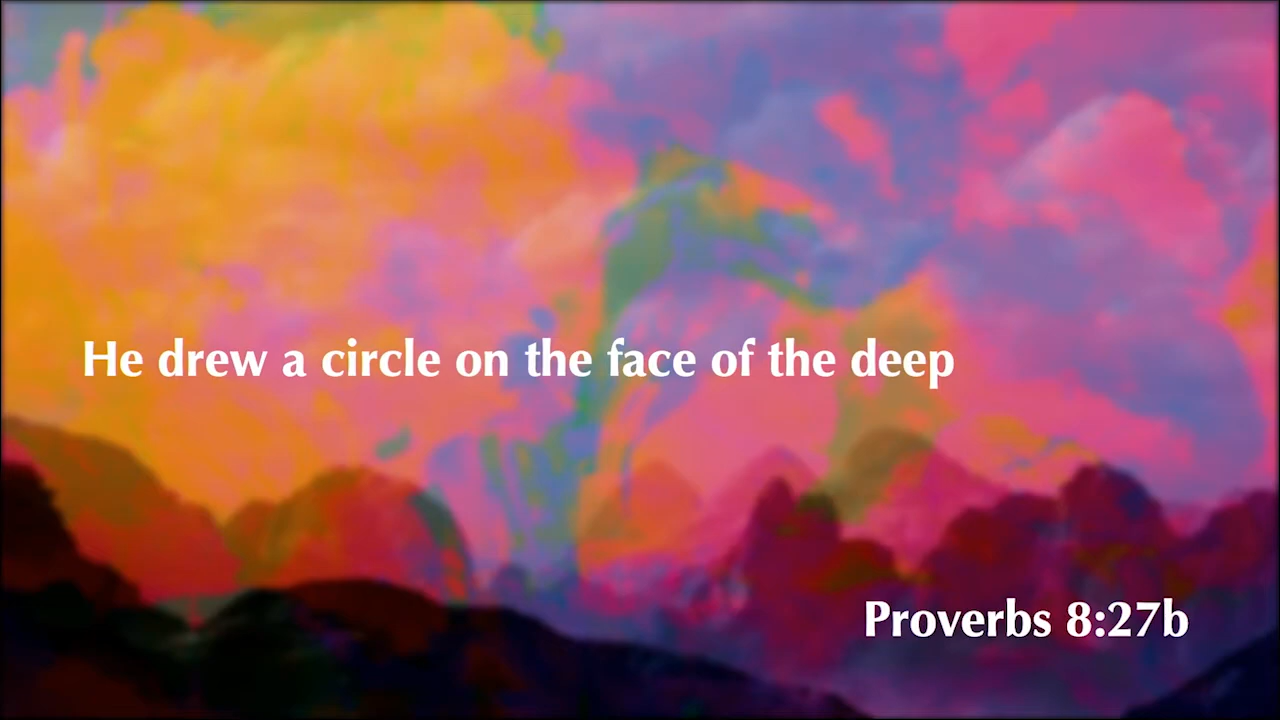 He drew a circle on the face of the deep
Proverbs 8:27b